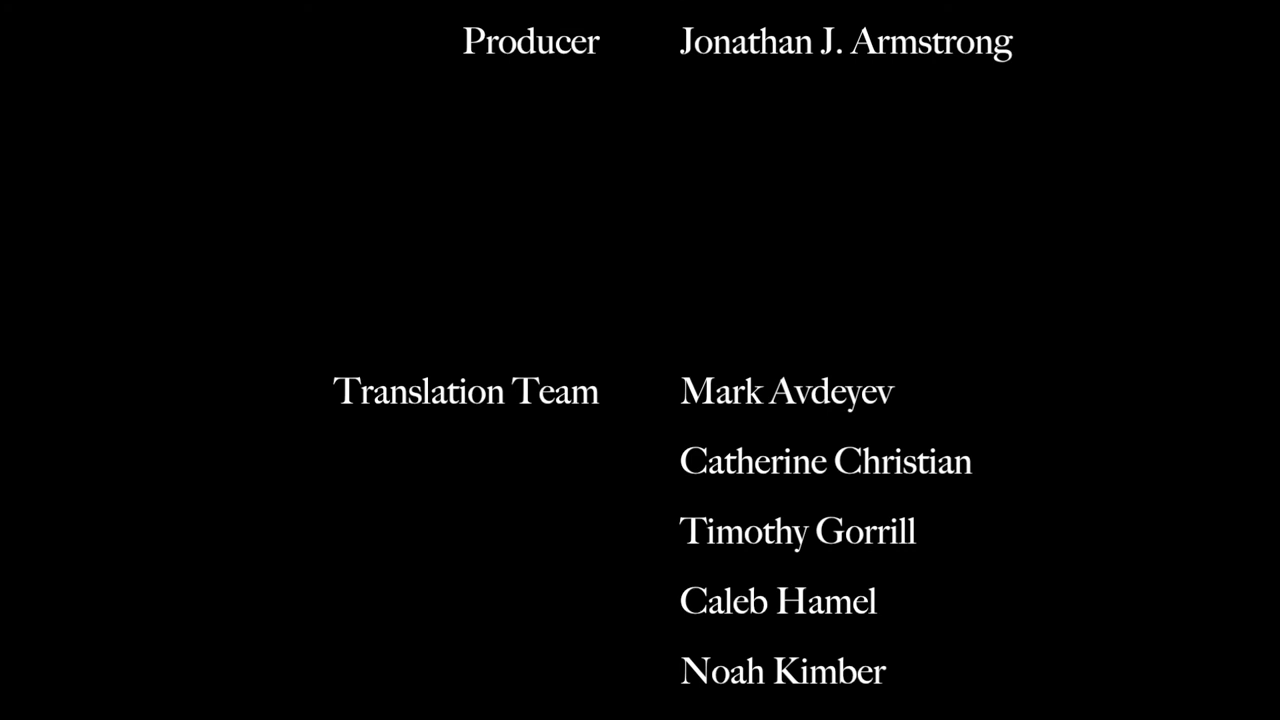 Producer Jonathan J. Armstrong
Translation Team Mark Avdeyev
Catherine Christian
Timothy Gorrill
Caleb Hamel
Noah Kimber